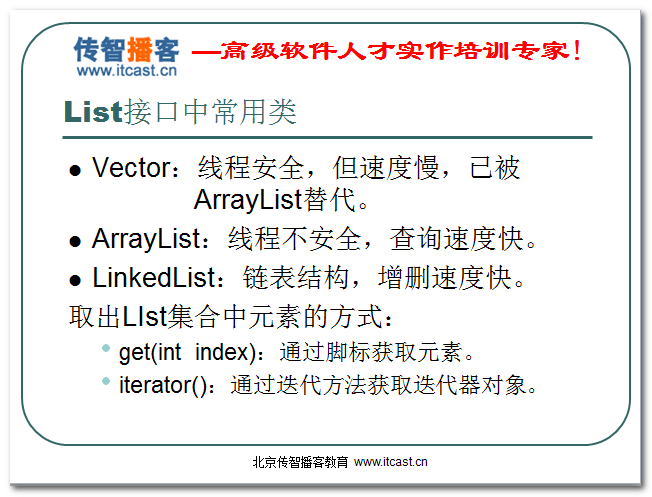 传智播客
www.itcast.cn
—高级软件人才实作培训专家!
List接口中常用类
Vector：线程安全，但速度慢，已被
ArrayList替代。
ArrayList：线程不安全，查询速度快。
LinkedList：链表结构，增删速度快。
取出LIst集合中元素的方式：
get(int index)：通过脚标获取元素。
iterator()：通过迭代方法获取迭代器对象。
北京传智播客教育 www.itcast.cn